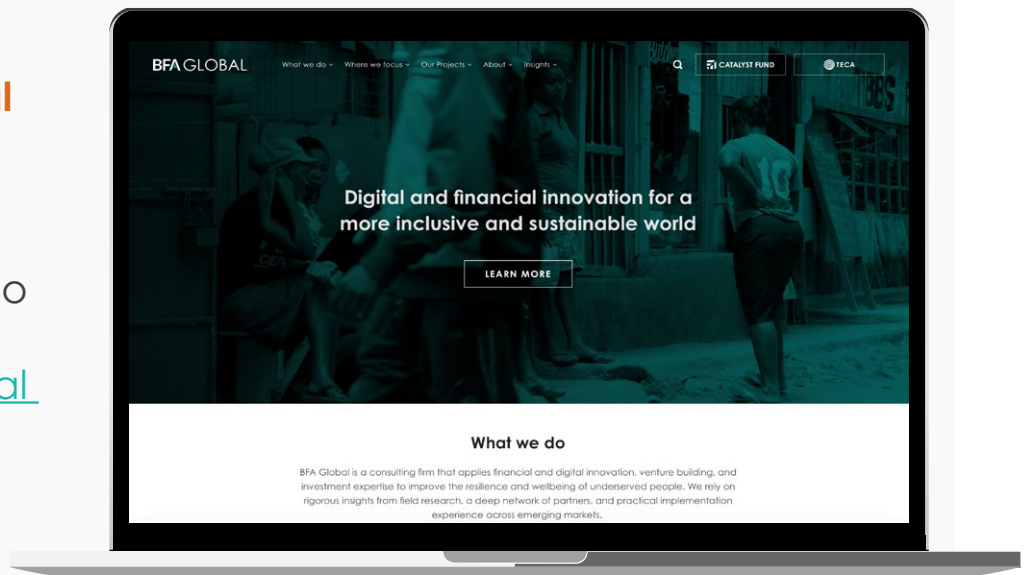 al
o
al
BFA GLOBAL
What we do
Where we focus
Our Projects
About
Insights
CATALYST FUND
TECA
10
Digital and financial innovation for a
more inclusive and sustainable world
LEARN MORE
What we do
BFA Global is a consulting firm that applies financial and digital innovation, venture building, and
investment expertise to improve the resilience and wellbeing of underserved people. We rely on
rigorous insights from field research, a deep network of partners, and practical implementation
experience across emerging markets.